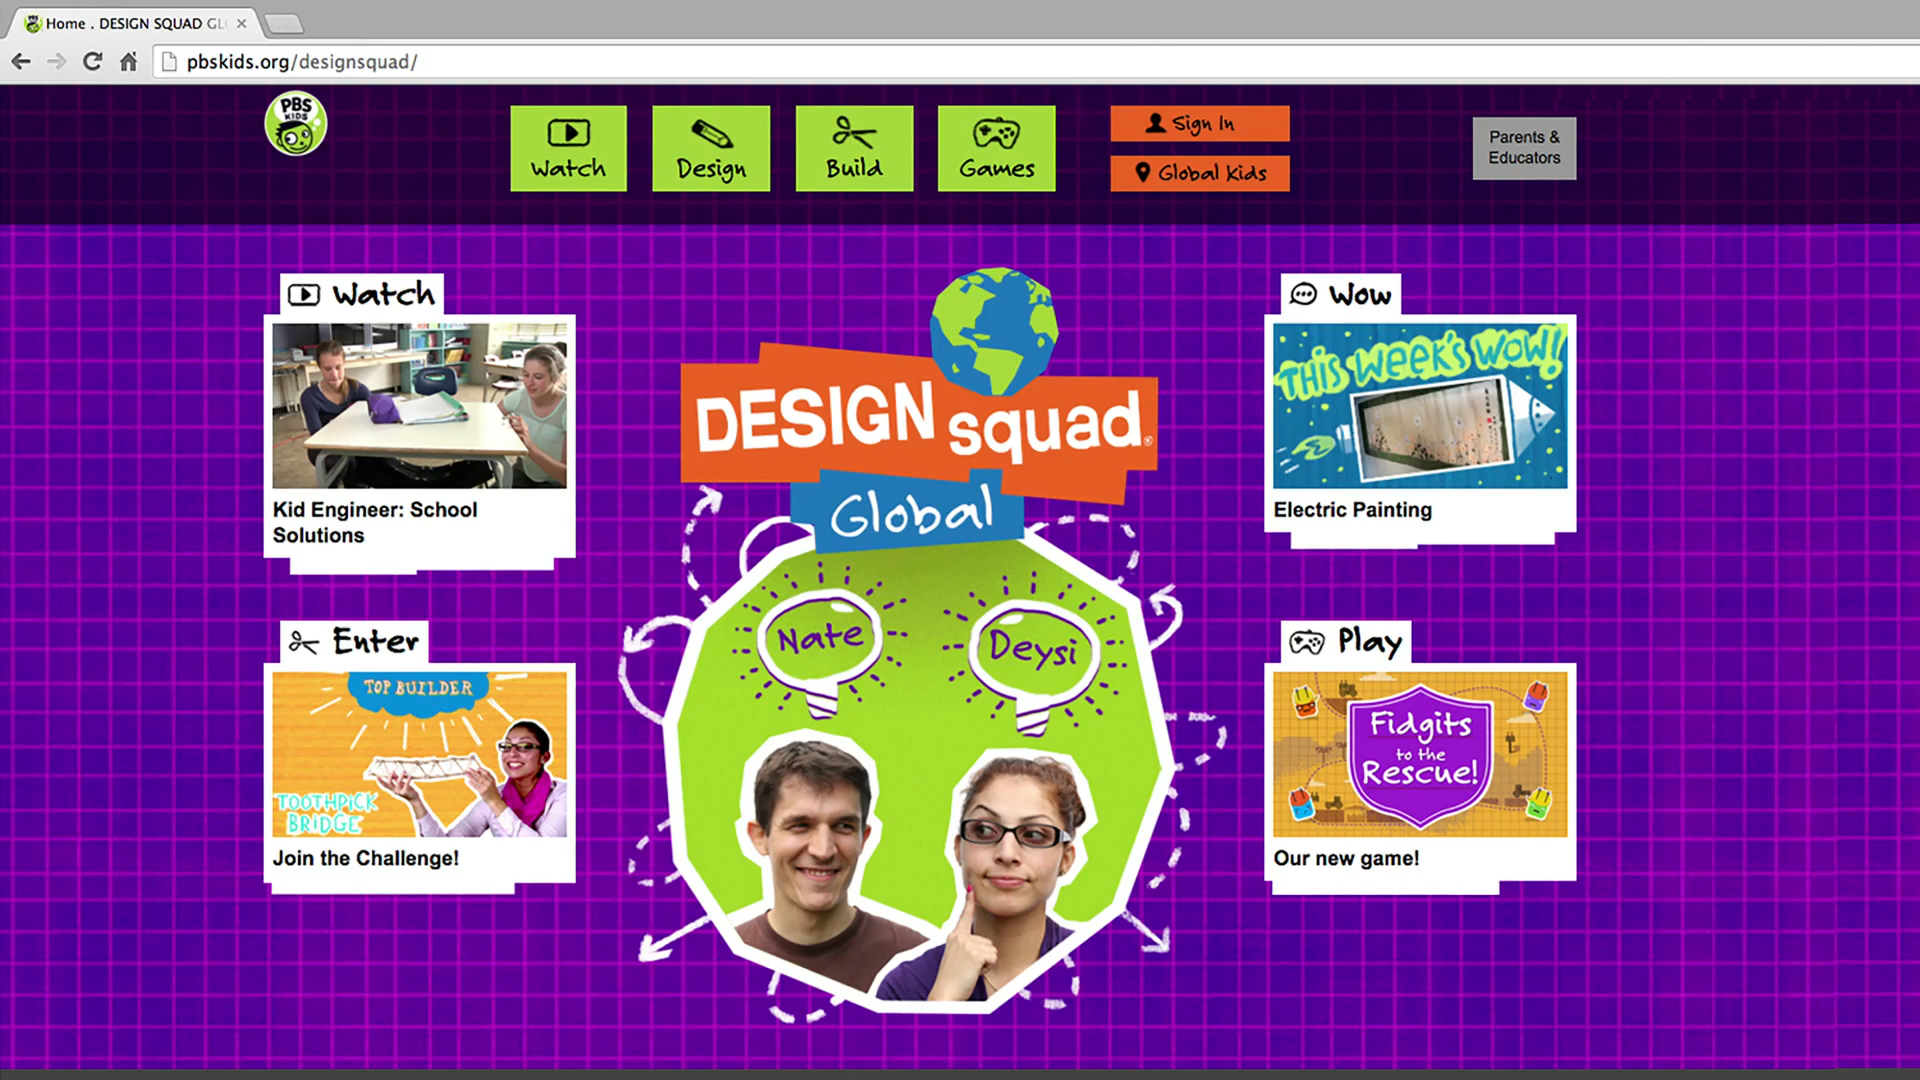 Home . DESIGN SQUAD GL
pbskids.org/designsquad/
PBS
KIDS
Watch
Design
Build
Games
Sign In
Global Kids
Parents &
Educators
Watch
Kid Engineer: School
Solutions
Enter
TOP BUILDER
TOOTHPICK
BRIDGE
Join the Challenge!
DESIGN squad®
Global
Nate
Deysi
Wow
THIS WEEK'S WOW!
Electric Painting
Play
Fidgits
to the
Rescue!
Our new game!